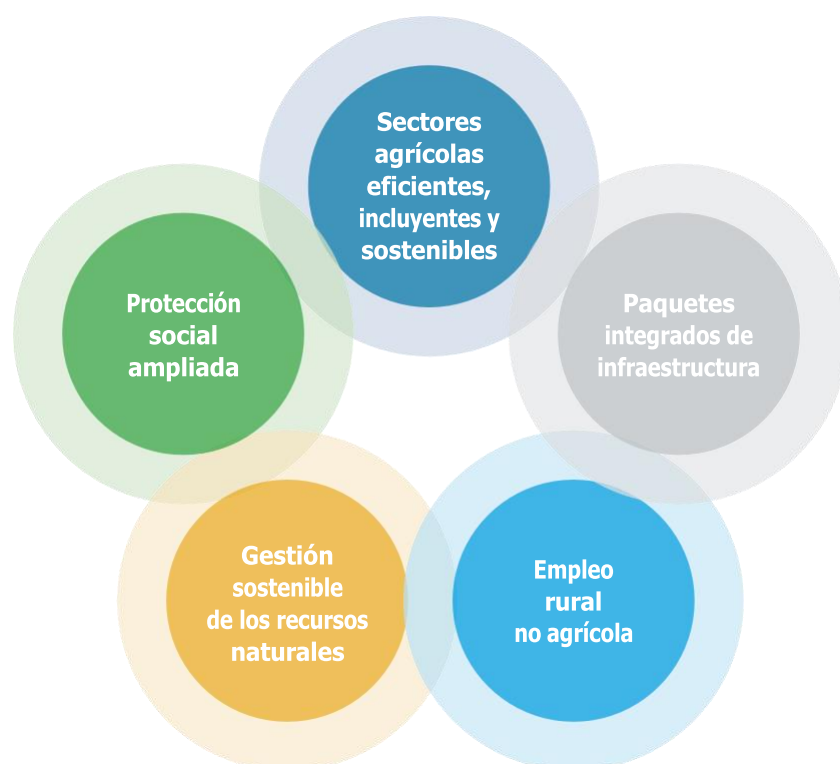 Sectores
agrícolas
eficientes,
incluyentes y
sostenibles
Protección
social
ampliada
Paquetes
integrados de
infraestructura
Gestión
sostenible
de los recursos
naturales
Empleo
rural
no agrícola